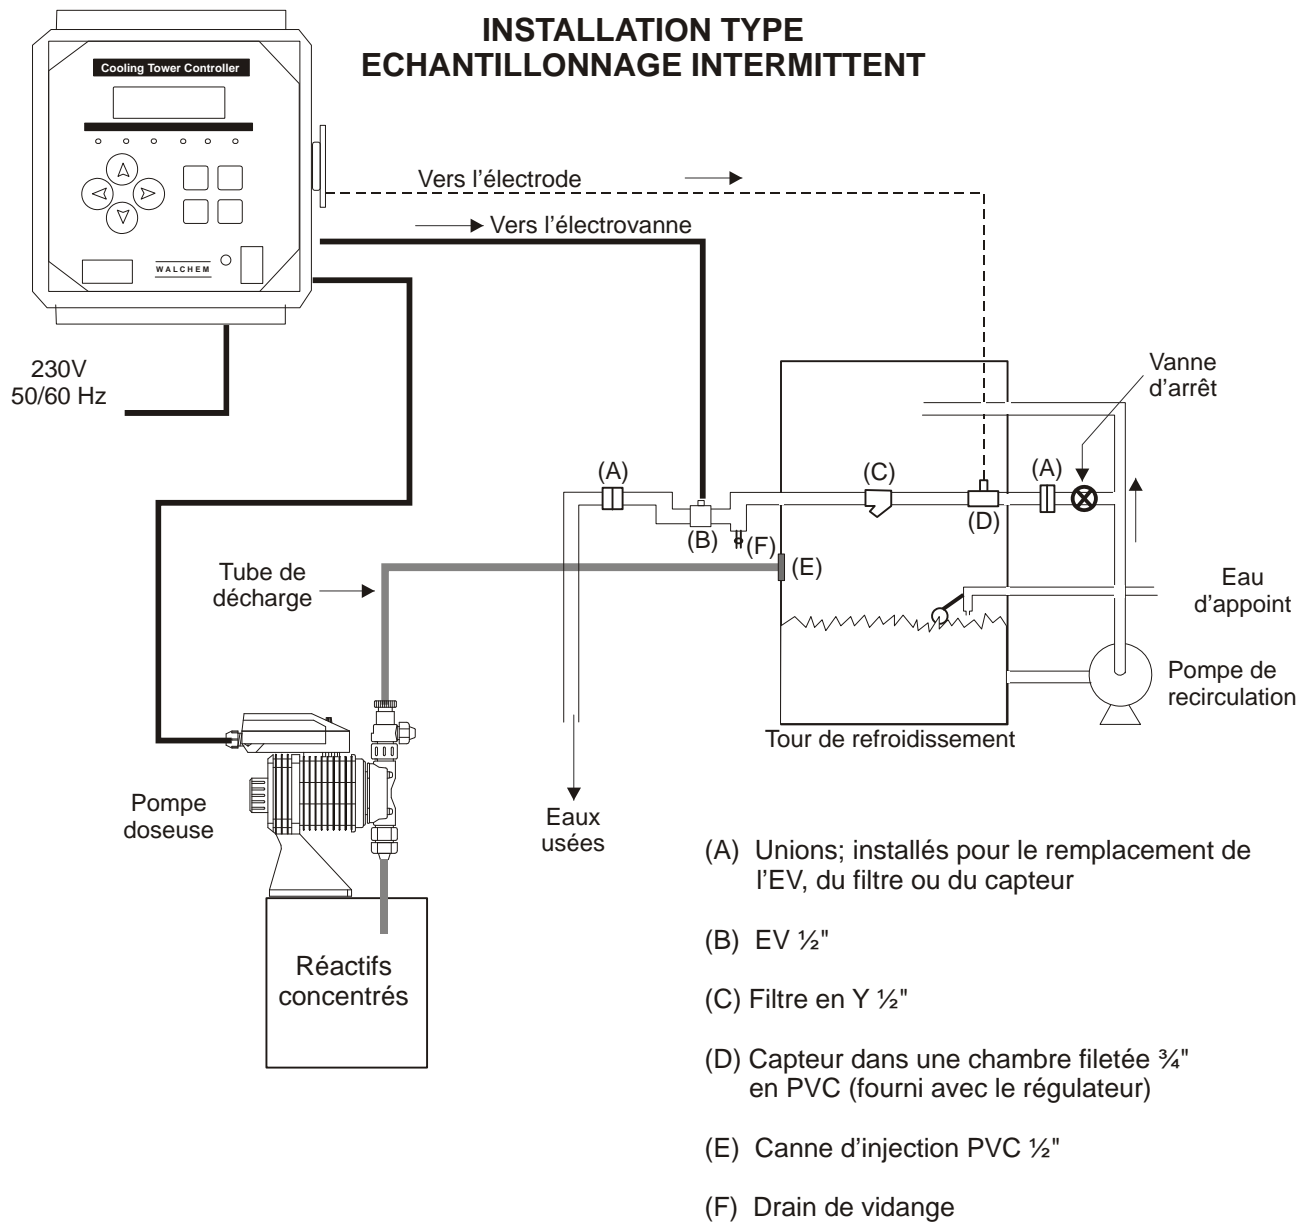 INSTALLATION TYPE
ECHANTILLONNAGE INTERMITTENT
Cooling Tower Controller
WALCHEM
Vers l'électrode
Vers l'électrovanne
230V
50/60 Hz
Vanne
d'arrêt
(A)
(C)
(A)
(D)
(B)
(F)
(E)
Tube de
décharge
Eau
d'appoint
Pompe de
recirculation
Tour de refroidissement
Pompe
doseuse
Eaux
usées
Réactifs
concentrés
(A) Unions; installés pour le remplacement de
l'EV, du filtre ou du capteur
(B) EV ½"
(C) Filtre en Y ½"
(D) Capteur dans une chambre filetée ¾"
en PVC (fourni avec le régulateur)
(E) Canne d'injection PVC ½"
(F) Drain de vidange